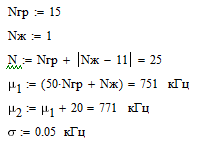 Nгр := 15
Nж := 1
N := Nгр + |Nж − 11| = 25
μ₁ := (50·Nгр + Nж) = 751 кГц
μ₂ := μ₁ + 20 = 771 кГц
σ := 0.05 кГц